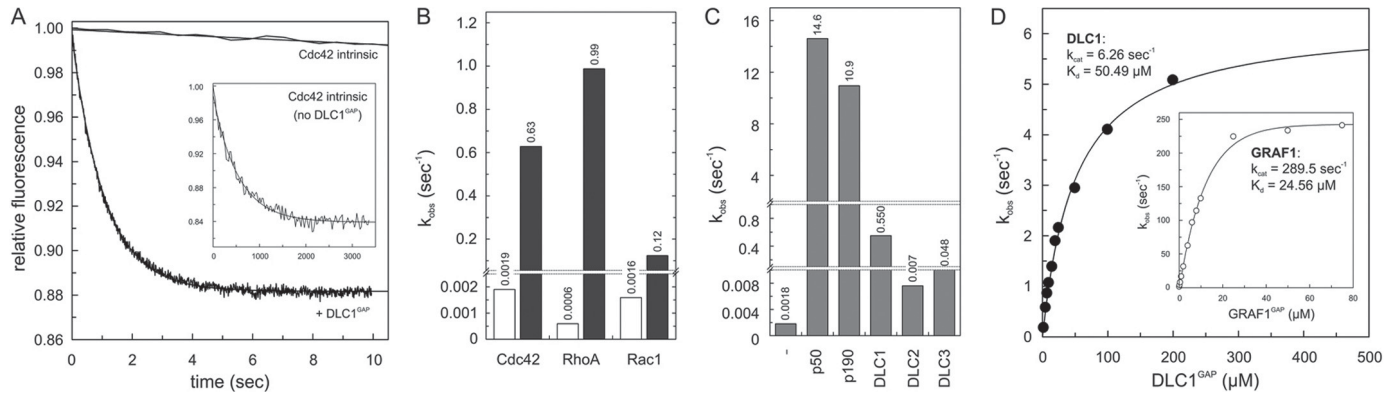 A
relative fluorescence
1.00
0.98
0.96
0.94
0.92
0.90
0.88
0.86
Cdc42 intrinsic
Cdc42 intrinsic
(no DLC1GAP)
1.00
0.96
0.92
0.88
0.84
0
1000
2000
3000
+ DLC1GAP
0
2
4
6
8
10
time (sec)
B
kobs (sec-1)
1.2
1.0
0.8
0.6
0.4
0.2
0.002
0.001
0
0.0019
0.63
0.0006
0.99
0.0016
0.12
Cdc42
RhoA
Rac1
C
kobs (sec-1)
16
12
8
4
0.8
0.4
0.008
0.004
0.0018
14.6
10.9
0.550
0.007
0.048
-
p50
p190
DLC1
DLC2
DLC3
D
kobs (sec-1)
6
5
4
3
2
1
0
DLC1:
kcat = 6.26 sec-1
Kd = 50.49 µM
250
200
150
100
50
0
kobs (sec-1)
GRAF1:
kcat = 289.5 sec-1
Kd = 24.56 µM
0
20
40
60
80
GRAF1GAP (µM)
0
100
200
300
400
500
DLC1GAP (µM)